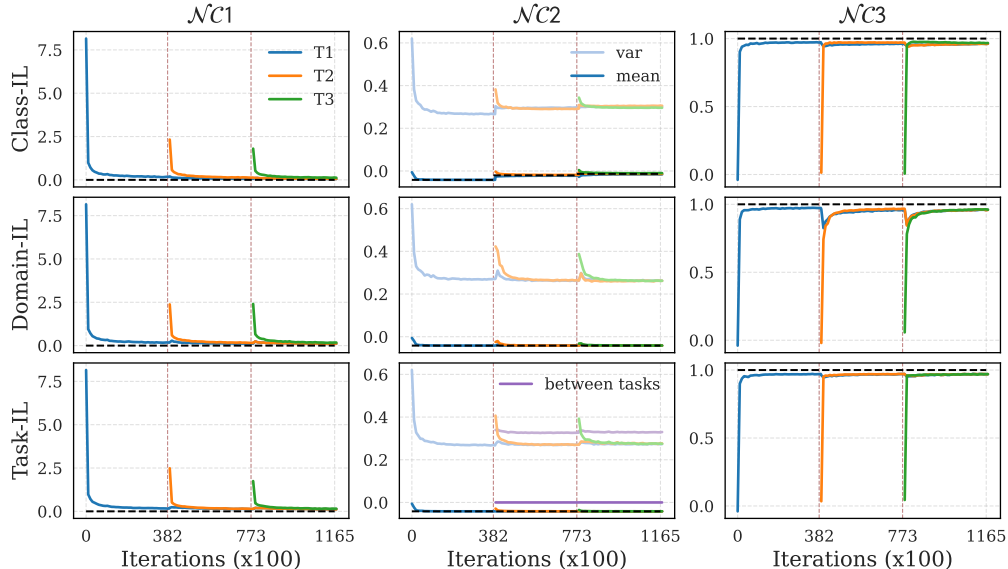 𝒩𝒞1 𝒩𝒞2 𝒩𝒞3
Class-IL
7.5
5.0
2.5
0.0
T1
T2
T3
0.6
0.4
0.2
0.0
var
mean
1.0
0.5
0.0
Domain-IL
7.5
5.0
2.5
0.0
0.6
0.4
0.2
0.0
1.0
0.5
0.0
Task-IL
7.5
5.0
2.5
0.0
0.6
0.4
0.2
0.0
between tasks
1.0
0.5
0.0
0 382 773 1165
0 382 773 1165
0 382 773 1165
Iterations (x100) Iterations (x100) Iterations (x100)